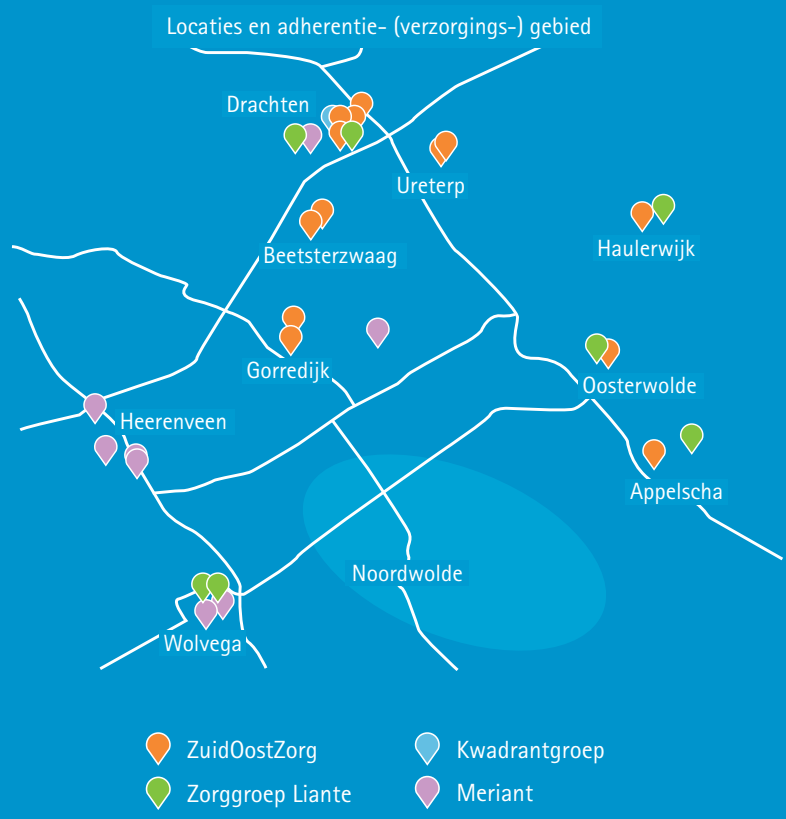 Locaties en adherentie- (verzorgings-) gebied
Drachten
Ureterp
Haulerwijk
Beetsterzwaag
Gorredijk
Oosterwolde
Heerenveen
Appelscha
Noordwolde
Wolvega
ZuidOostZorg
Kwadrantgroep
Zorggroep Liante
Meriant